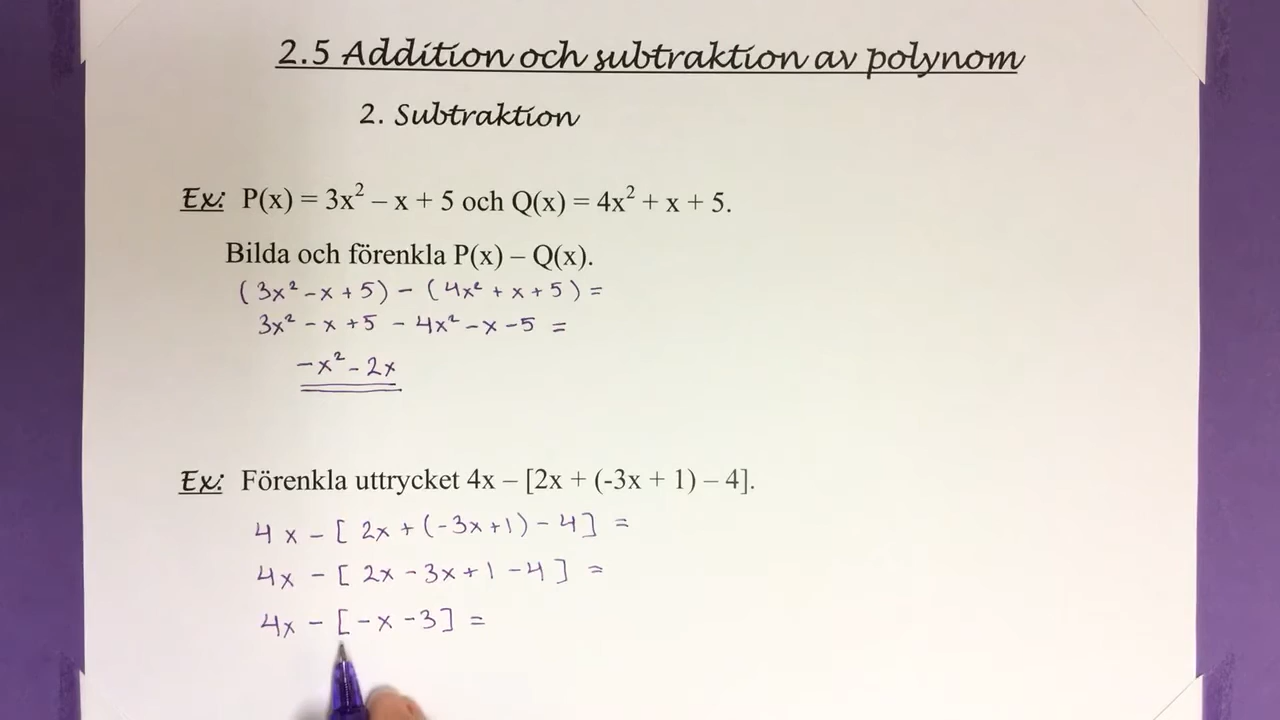 2.5 Addition och subtraktion av polynom
2. Subtraktion
Ex: P(x) = 3x² – x + 5 och Q(x) = 4x² + x + 5.
Bilda och förenkla P(x) – Q(x).
(3x² - x + 5) - (4x² + x + 5) =
3x² - x + 5 - 4x² - x - 5 =
-x² - 2x
Ex: Förenkla uttrycket 4x – [2x + (-3x + 1) – 4].
4x - [2x + (-3x + 1) - 4] =
4x - [2x - 3x + 1 - 4] =
4x - [-x - 3] =